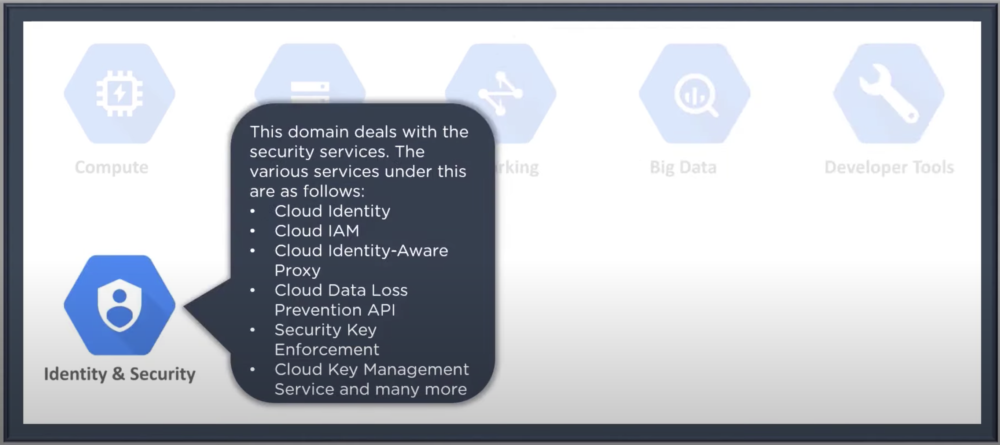 Compute
rking
Big Data
Developer Tools
This domain deals with the
security services. The
various services under this
are as follows:
• Cloud Identity
• Cloud IAM
• Cloud Identity-Aware
Proxy
• Cloud Data Loss
Prevention API
• Security Key
Enforcement
• Cloud Key Management
Service and many more
Identity & Security